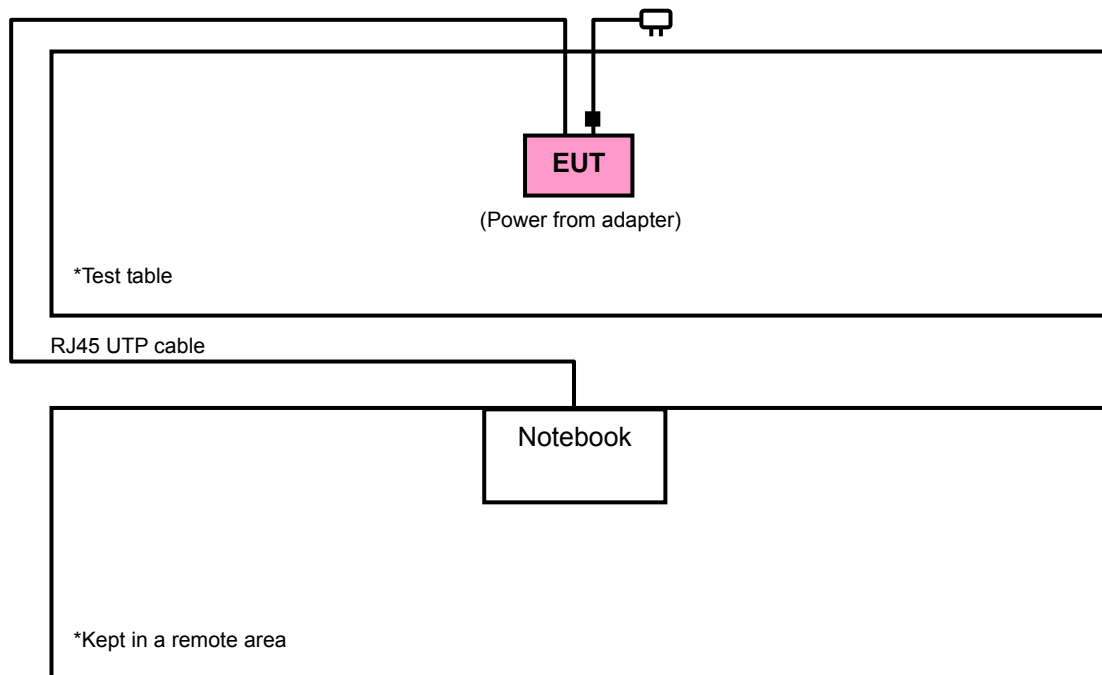 EUT
(Power from adapter)
*Test table
RJ45 UTP cable
Notebook
*Kept in a remote area